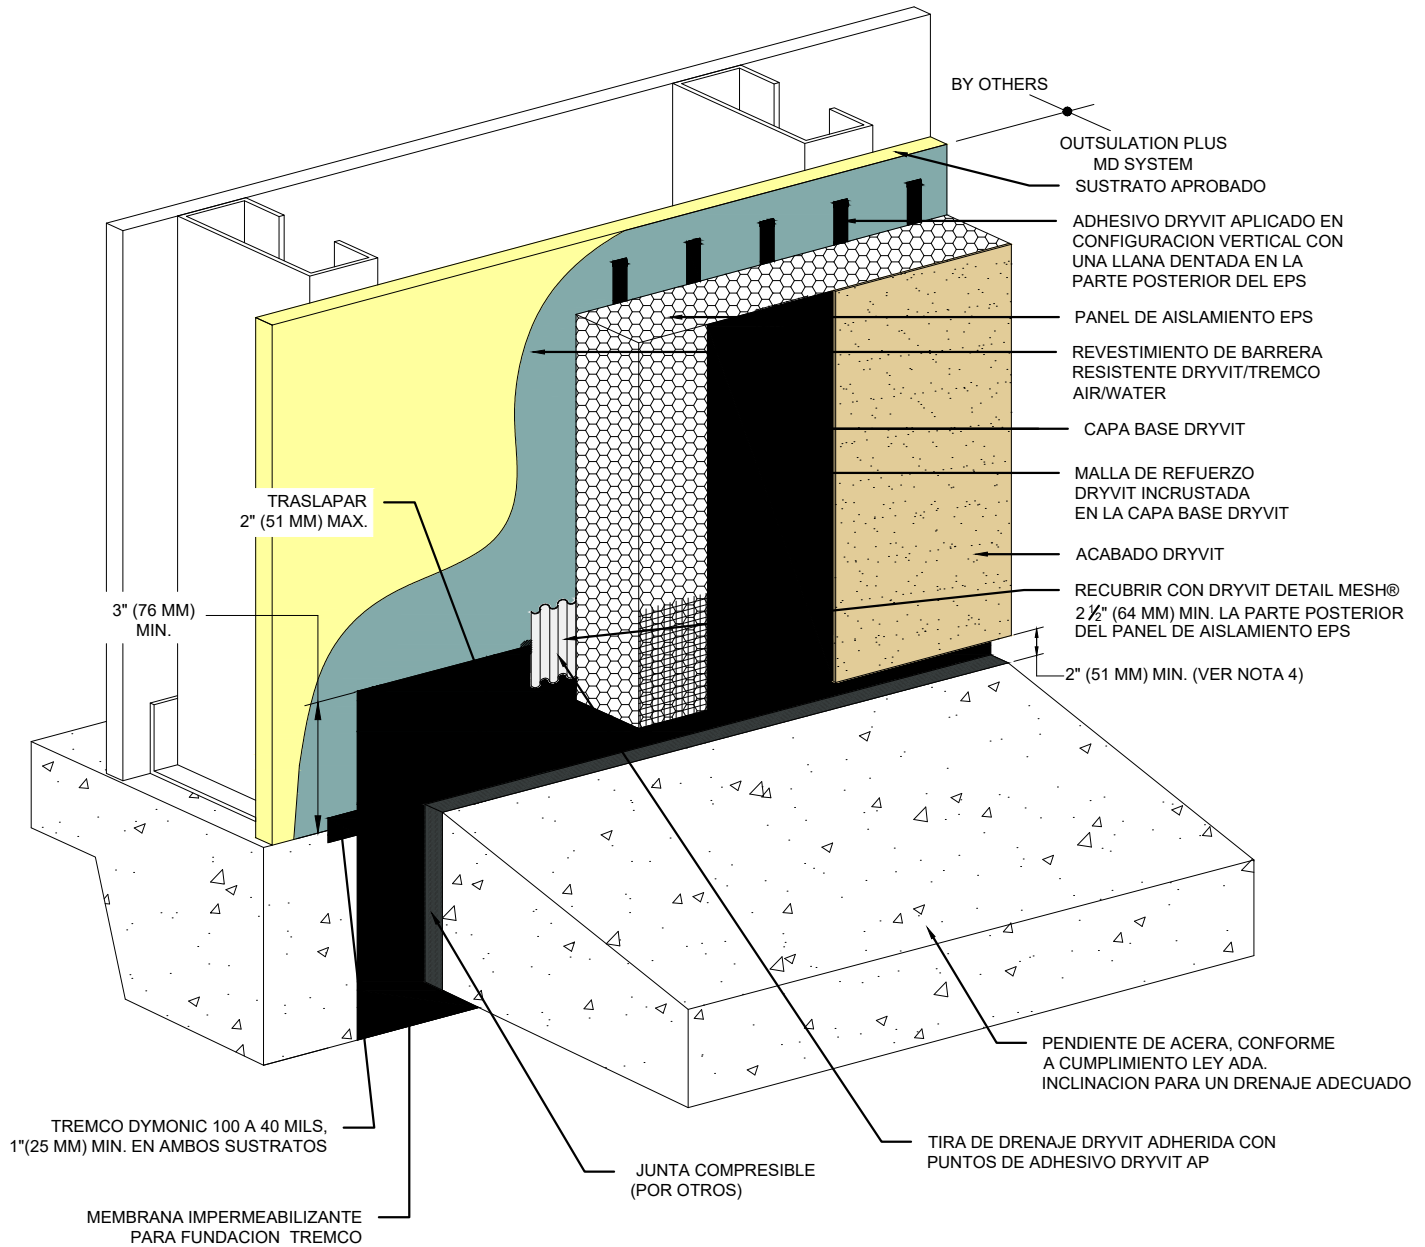 BY OTHERS
OUTSULATION PLUS
MD SYSTEM
SUSTRATO APROBADO
ADHESIVO DRYVIT APLICADO EN
CONFIGURACION VERTICAL CON
UNA LLANA DENTADA EN LA
PARTE POSTERIOR DEL EPS
PANEL DE AISLAMIENTO EPS
REVESTIMIENTO DE BARRERA
RESISTENTE DRYVIT/TREMCO
AIR/WATER
CAPA BASE DRYVIT
MALLA DE REFUERZO
DRYVIT INCRUSTADA
EN LA CAPA BASE DRYVIT
ACABADO DRYVIT
RECUBRIR CON DRYVIT DETAIL MESH®
2 ½" (64 MM) MIN. LA PARTE POSTERIOR
DEL PANEL DE AISLAMIENTO EPS
2" (51 MM) MIN. (VER NOTA 4)
TRASLAPAR
2" (51 MM) MAX.
3" (76 MM)
MIN.
PENDIENTE DE ACERA, CONFORME
A CUMPLIMIENTO LEY ADA.
INCLINACION PARA UN DRENAJE ADECUADO
TIRA DE DRENAJE DRYVIT ADHERIDA CON
PUNTOS DE ADHESIVO DRYVIT AP
JUNTA COMPRESIBLE
(POR OTROS)
TREMCO DYMONIC 100 A 40 MILS,
1"(25 MM) MIN. EN AMBOS SUSTRATOS
MEMBRANA IMPERMEABILIZANTE
PARA FUNDACION TREMCO